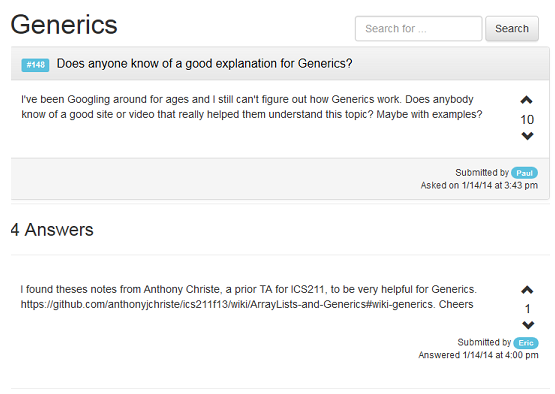 Generics
Search for ...
Search
#148 Does anyone know of a good explanation for Generics?
I've been Googling around for ages and I still can't figure out how Generics work. Does anybody
know of a good site or video that really helped them understand this topic? Maybe with examples?
10
Submitted by Paul
Asked on 1/14/14 at 3:43 pm
4 Answers
I found theses notes from Anthony Christe, a prior TA for ICS211, to be very helpful for Generics.
https://github.com/anthonyjchriste/ics211f13/wiki/ArrayLists-and-Generics#wiki-generics. Cheers
1
Submitted by Eric
Answered 1/14/14 at 4:00 pm